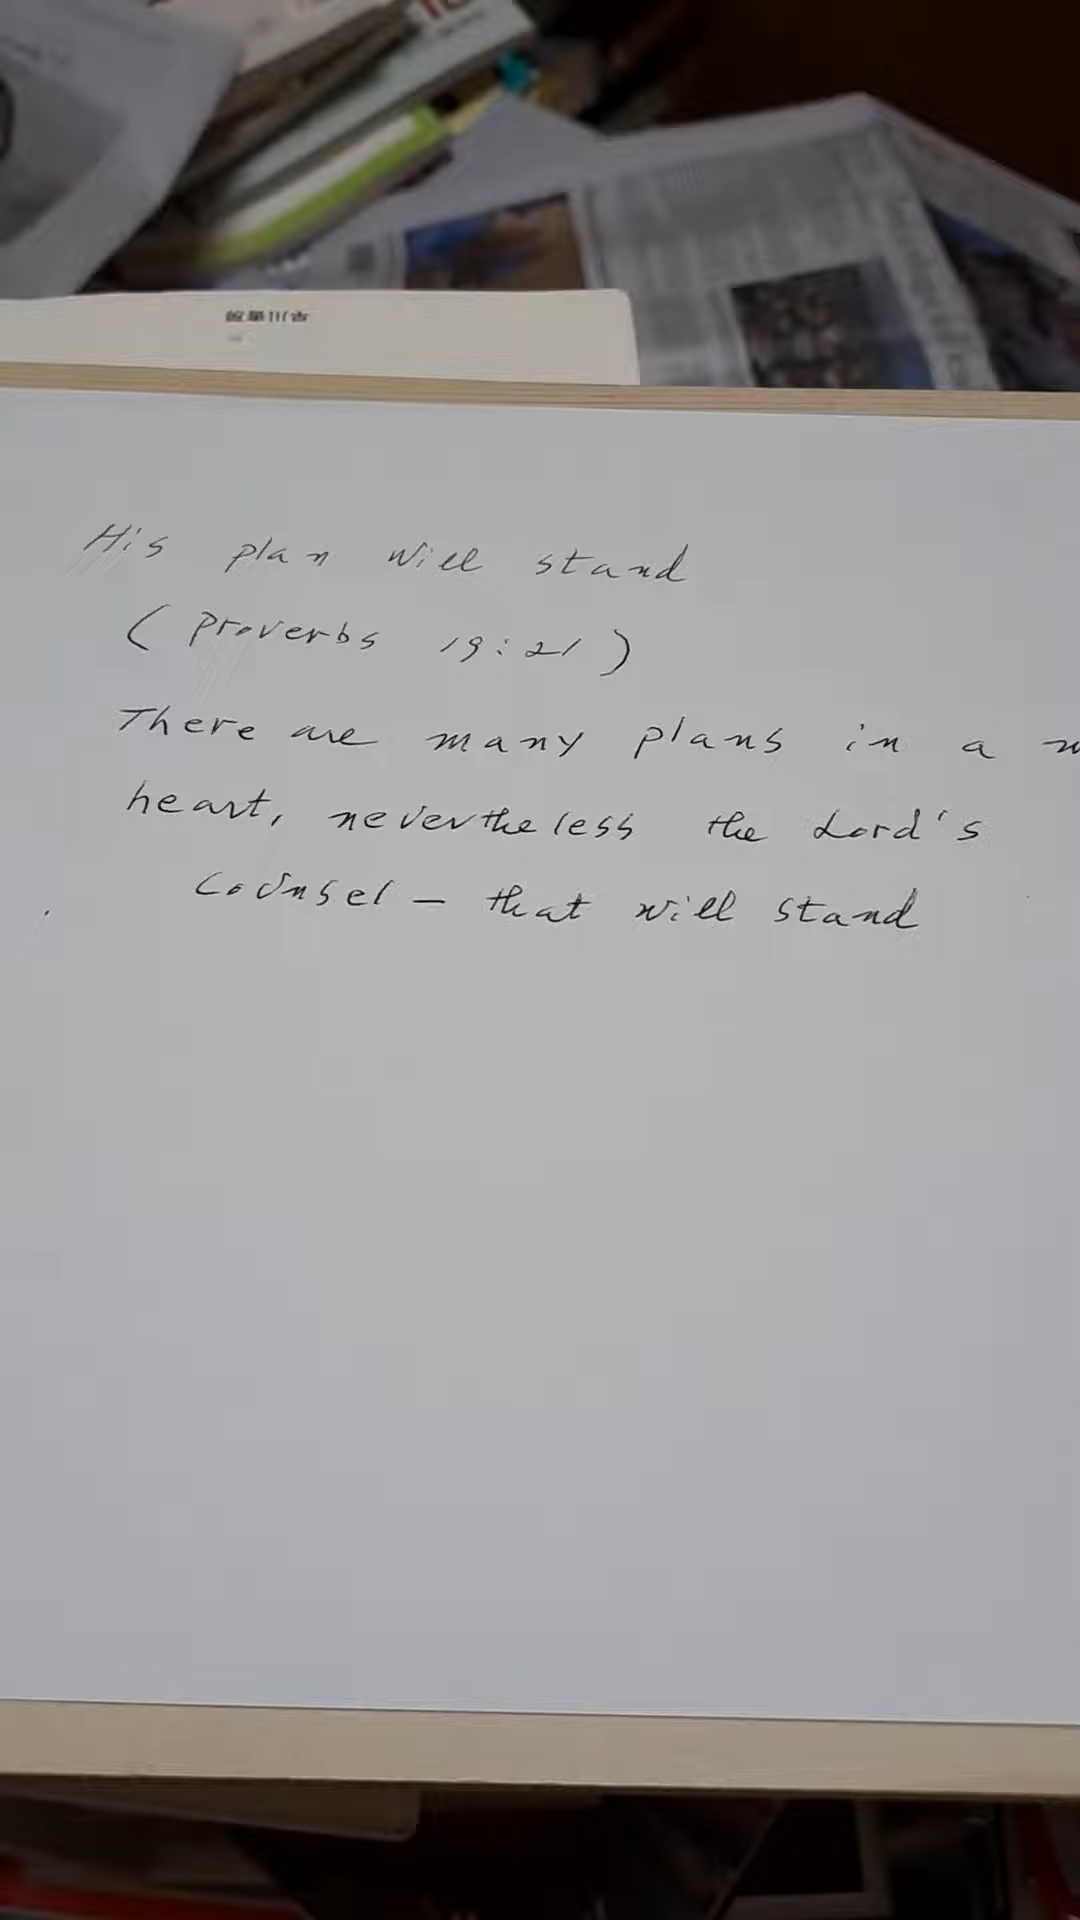 His plan will stand
(Proverbs 19:21)
There are many plans in a
heart, nevertheless the Lord's
Counsel – that will stand